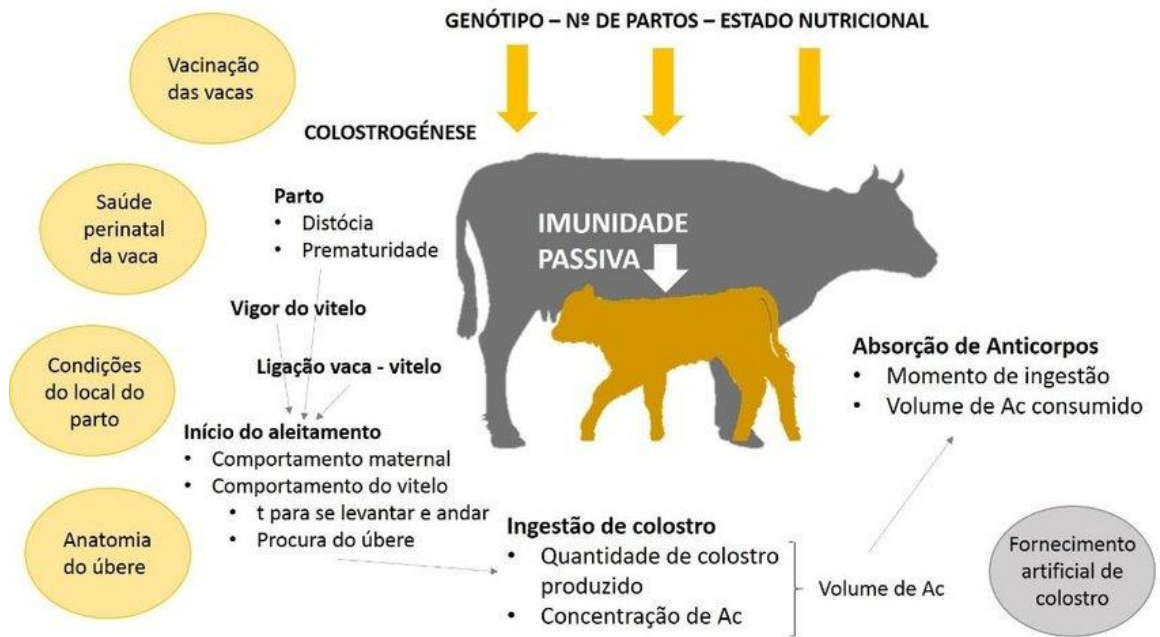 GENÓTIPO – Nº DE PARTOS – ESTADO NUTRICIONAL
Vacinação
das vacas
COLOSTROGÉNESE
Saúde
perinatal
da vaca
Parto
• Distócia
• Prematuridade
IMUNIDADE
PASSIVA
Vigor do vitelo
Ligação vaca - vitelo
Condições
do local do
parto
Início do aleitamento
• Comportamento maternal
• Comportamento do vitelo
• t para se levantar e andar
• Procura do úbere
Anatomia
do úbere
Ingestão de colostro
• Quantidade de colostro
produzido
• Concentração de Ac
Volume de Ac
Absorção de Anticorpos
• Momento de ingestão
• Volume de Ac consumido
Fornecimento
artificial de
colostro